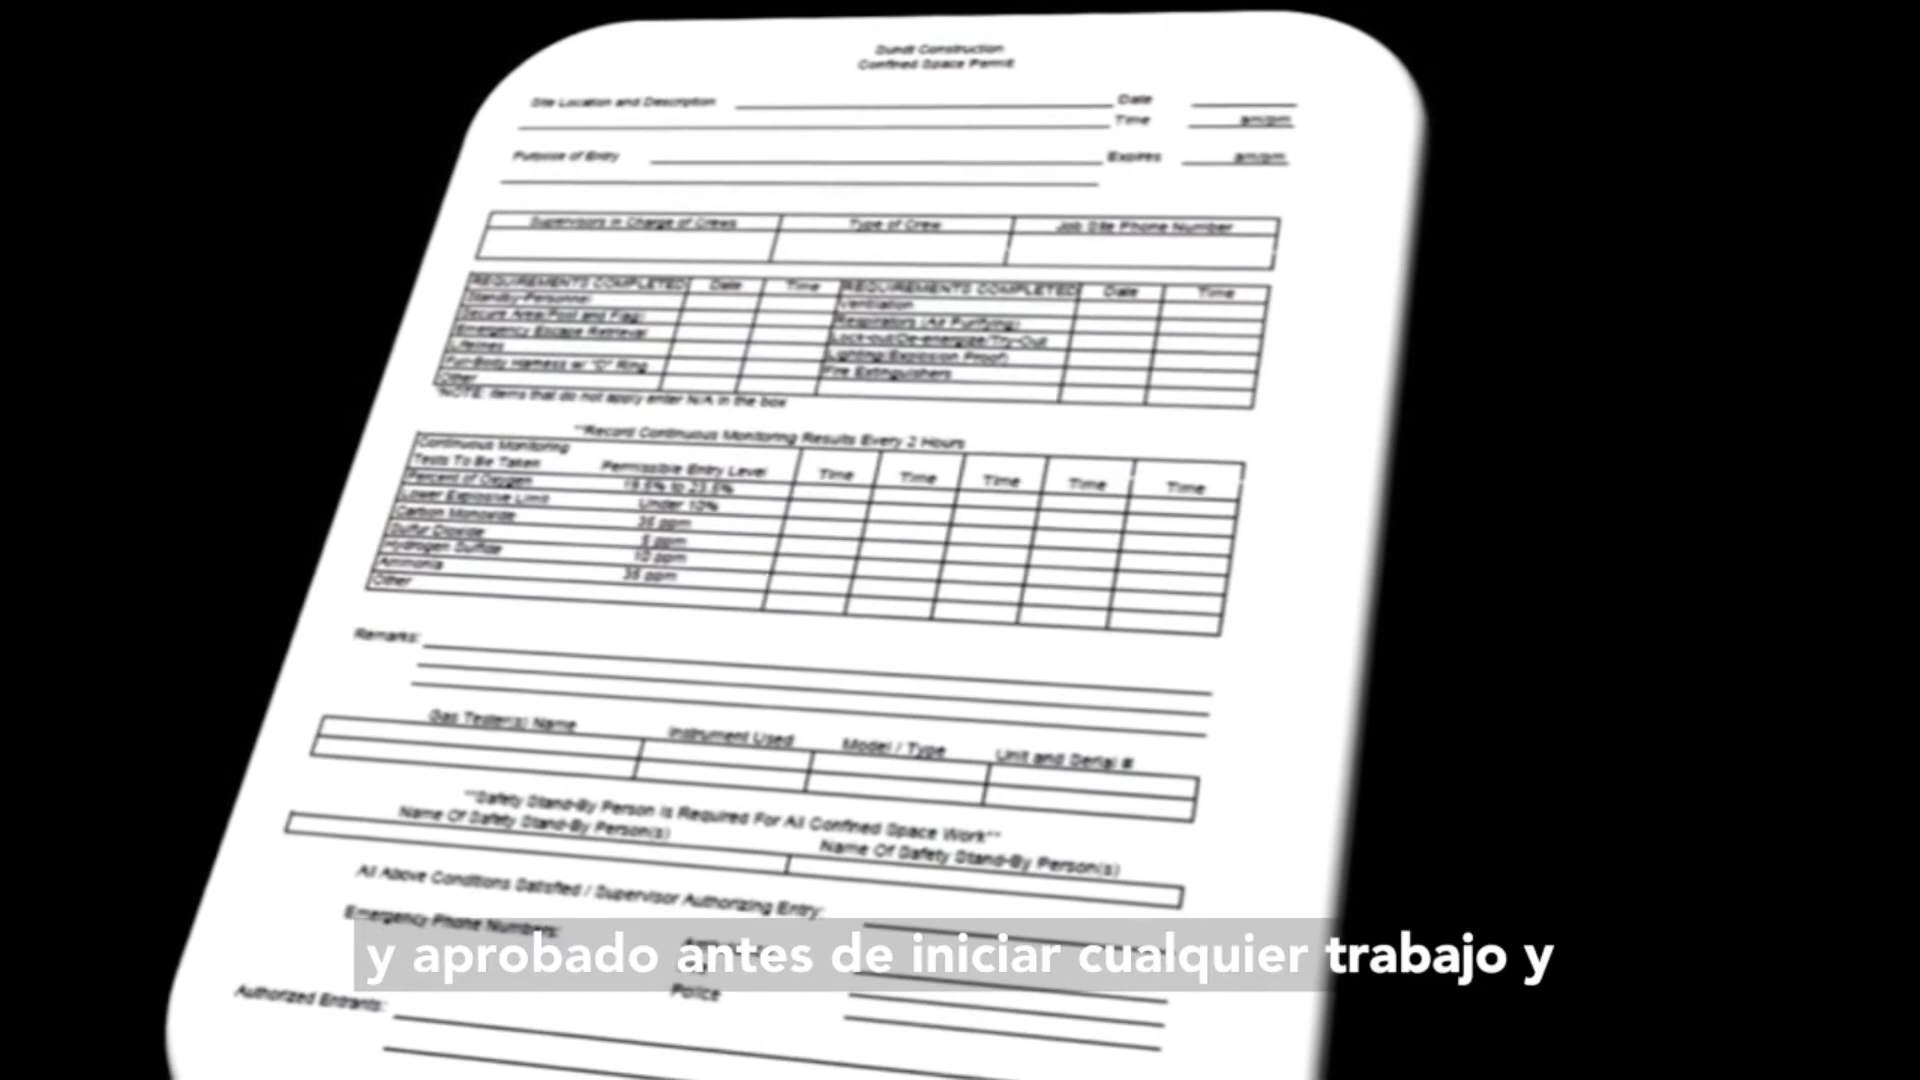 Sundt Construction
Confined Space Permit
Site Location and Description Date
Time am/pm
Purpose of Entry Expires am/pm
Supervisors in Charge of Crews Type of Crew Job Site Phone Number
REQUIREMENTS COMPLETED Date Time REQUIREMENTS COMPLETED Date Time
Standby Personnel Ventilation
Secure Area(Post and Flag) Respirators (Air Purifying)
Emergency Escape Retrieval Lock-out/De-energize/Try-Out
Lifelines Lighting(Explosion Proof)
Full-Body Harness w/ "D" Ring Fire Extinguishers
Other
*NOTE: Items that do not apply enter N/A in the box
**Record Continuous Monitoring Results Every 2 Hours
Continuous Monitoring
Tests To Be Taken Permissible Entry Level Time Time Time Time Time
Percent of Oxygen 19.5% to 23.5%
Lower Explosive Limit Under 10%
Carbon Monoxide 35 ppm
Sulfur Dioxide 5 ppm
Hydrogen Sulfide 10 ppm
Ammonia 35 ppm
Other
Remarks:
Gas Tester(s) Name Instrument Used Model / Type Unit and Serial #
**Safety Stand-By Person Is Required For All Confined Space Work**
Name Of Safety Stand-By Person(s) Name Of Safety Stand-By Person(s)
All Above Conditions Satisfied / Supervisor Authorizing Entry:
Emergency Phone Numbers:
y aprobado antes de iniciar cualquier trabajo y
Police
Authorized Entrants: